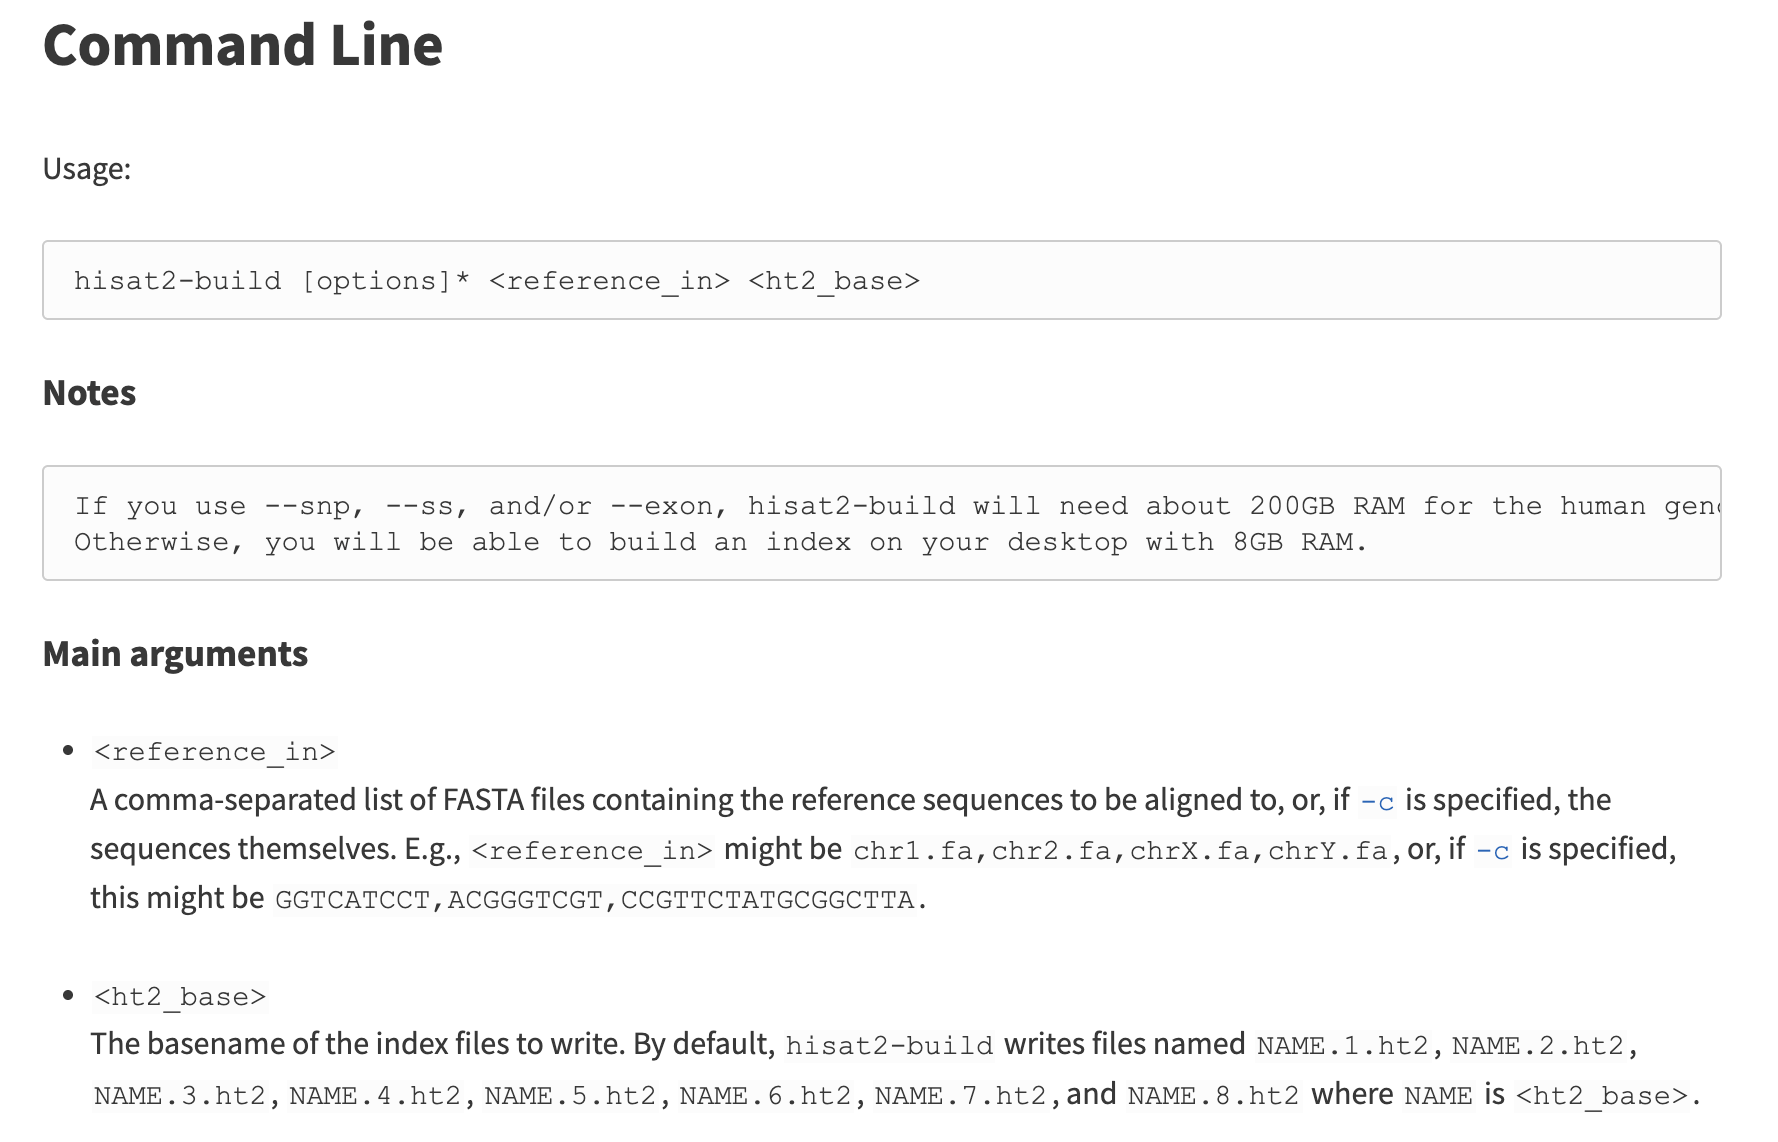 Command Line
Usage:
hisat2-build [options]* <reference_in> <ht2_base>
Notes
If you use --snp, --ss, and/or --exon, hisat2-build will need about 200GB RAM for the human
Otherwise, you will be able to build an index on your desktop with 8GB RAM.
Main arguments
• <reference_in>
A comma-separated list of FASTA files containing the reference sequences to be aligned to, or, if -c is specified, the
sequences themselves. E.g., <reference_in> might be chr1.fa,chr2.fa,chrX.fa,chrY.fa, or, if -c is specified,
this might be GGTCATCCT,ACGGGTCGT,CCGTTCTATGCGGCTTA.
• <ht2_base>
The basename of the index files to write. By default, hisat2-build writes files named NAME.1.ht2, NAME.2.ht2,
NAME.3.ht2, NAME.4.ht2, NAME.5.ht2, NAME.6.ht2, NAME.7.ht2, and NAME.8.ht2 where NAME is <ht2_base>.